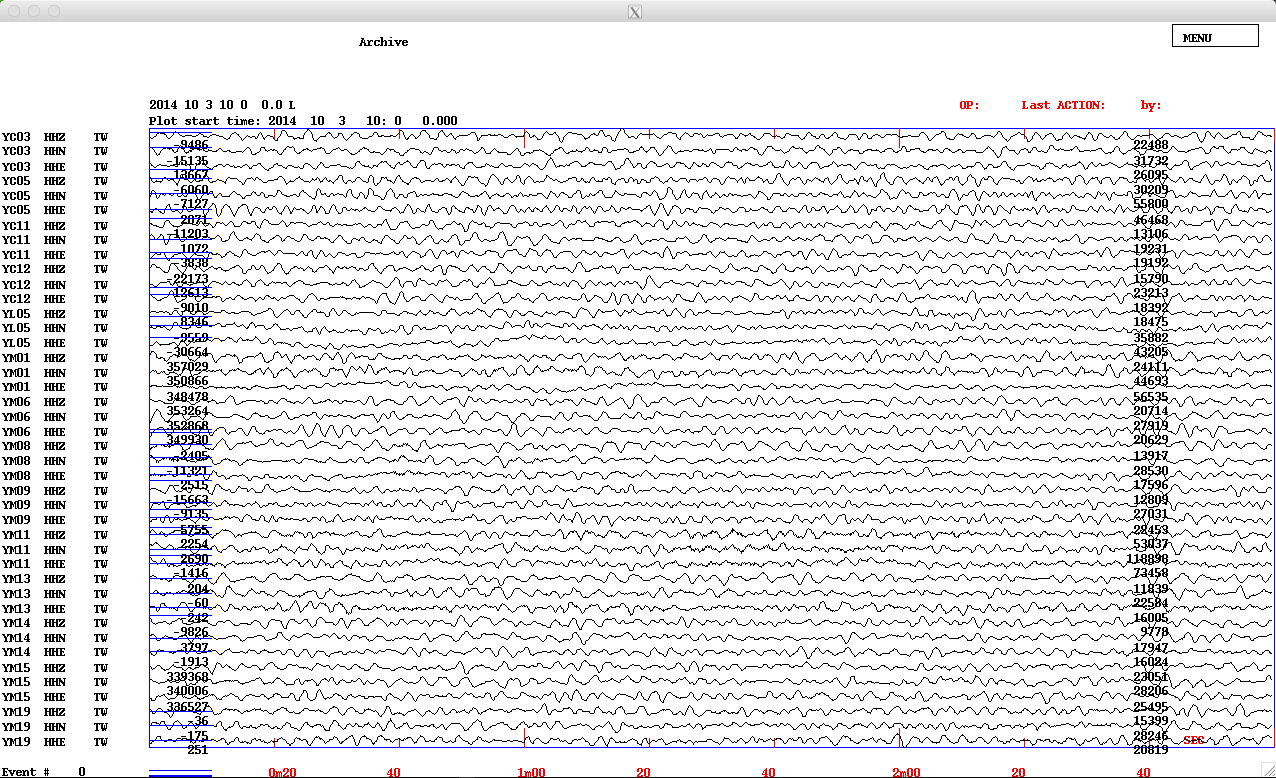 Archive
MENU
2014 10 3 10 0 0.0 L OP: Last ACTION: by:
Plot start time: 2014 10 3 10: 0 0.000
YC03 HHZ TW -9486 22488
YC03 HHN TW -15135 31732
YC03 HHE TW 13667 26095
YC05 HHZ TW -6060 30209
YC05 HHN TW -7127 55800
YC05 HHE TW 2071 46468
YC11 HHZ TW -11203 13106
YC11 HHN TW 1072 19231
YC11 HHE TW 3838 19192
YC12 HHZ TW -22173 15790
YC12 HHN TW 12613 23213
YC12 HHE TW -9010 18392
YL05 HHZ TW -8346 18475
YL05 HHN TW -9559 35882
YL05 HHE TW -30664 43205
YM01 HHZ TW 357029 24111
YM01 HHN TW 350866 44693
YM01 HHE TW 348478 56535
YM06 HHZ TW 353264 20714
YM06 HHN TW 352868 27919
YM06 HHE TW 349930 20629
YM08 HHZ TW -2405 13917
YM08 HHN TW -11321 28530
YM08 HHE TW -2515 17596
YM09 HHZ TW -15663 12809
YM09 HHN TW -9135 27031
YM09 HHE TW -5755 28453
YM11 HHZ TW 2254 53037
YM11 HHN TW 2690 118898
YM11 HHE TW -1416 73458
YM13 HHZ TW -204 11839
YM13 HHN TW -60 22584
YM13 HHE TW -242 16005
YM14 HHZ TW -9826 9778
YM14 HHN TW 3797 17947
YM14 HHE TW -1913 16024
YM15 HHZ TW 339368 23051
YM15 HHN TW 340006 28206
YM15 HHE TW 336527 25495
YM19 HHZ TW -36 15399
YM19 HHN TW -175 28246
YM19 HHE TW 251 20819 SEC
Event # 0 0m20 40 1m00 20 40 2m00 20 40